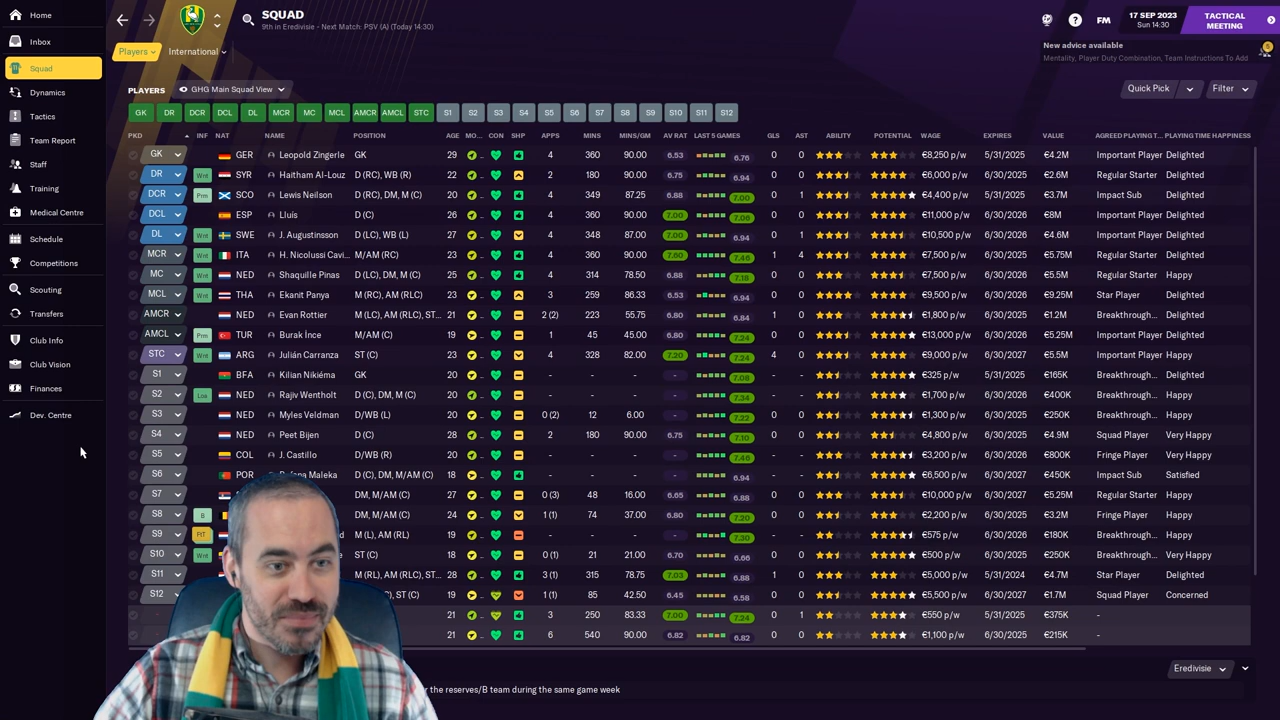 Home
SQUAD
9th in Eredivisie - Next Match: PSV (A) (Today 14:30)
FM
17 SEP 2023
Sun 14:30
TACTICAL MEETING
Inbox
Players International
New advice available
Mentality, Player Duty Combination, Team Instructions To Add
Squad
Dynamics
Tactics
Team Report
Staff
Training
Medical Centre
Schedule
Competitions
Scouting
Transfers
Club Info
Club Vision
Finances
Dev. Centre
PLAYERS GHG Main Squad View Quick Pick Filter
GK DR DCR DCL DL MCR MC MCL AMCR AMCL STC S1 S2 S3 S4 S5 S6 S7 S8 S9 S10 S11 S12
PKD INF NAT NAME POSITION AGE MO... CON SHP APPS MINS MINS/GM AV RAT LAST 5 GAMES GLS AST ABILITY POTENTIAL WAGE EXPIRES VALUE AGREED PLAYING T... PLAYING TIME HAPPINESS
GK GER Leopold Zingerle GK 29 4 360 90.00 6.53 6.76 0 0 €8,250 p/w 5/31/2025 €4.2M Important Player Delighted
DR Wnt SYR Haitham Al-Louz D (RC), WB (R) 22 2 180 90.00 6.75 6.94 0 0 €6,000 p/w 6/30/2026 €2.6M Regular Starter Delighted
DCR Prm SCO Lewis Neilson D (RC), DM, M (C) 20 4 349 87.25 6.88 7.00 0 1 €4,400 p/w 5/31/2025 €3.7M Impact Sub Delighted
DCL ESP Lluís D (C) 26 4 360 90.00 7.00 7.06 0 0 €11,000 p/w 6/30/2026 €8M Important Player Delighted
DL Wnt SWE J. Augustinsson D (LC), WB (L) 27 4 348 87.00 7.00 6.94 0 1 €10,500 p/w 6/30/2026 €4.6M Important Player Delighted
MCR Wnt ITA H. Nicolussi Cavi... M/AM (RC) 23 4 360 90.00 7.60 7.46 1 4 €7,500 p/w 6/30/2026 €5.75M Important Player Delighted
MC NED Shaquille Pinas D (LC), DM, M (C) 25 4 314 78.50 6.88 7.18 0 0 €7,500 p/w 6/30/2026 €5.5M Regular Starter Happy
MCL Wnt THA Ekanit Panya M (RC), AM (RLC) 23 3 259 86.33 6.53 6.94 0 0 €9,500 p/w 6/30/2026 €9.25M Star Player Delighted
AMCR NED Evan Rottier M (LC), AM (RLC), ST... 21 2 (2) 223 55.75 6.80 6.84 1 0 €1,800 p/w 6/30/2026 €1.2M Breakthrough... Delighted
AMCL Prm TUR Burak İnce M/AM (C) 19 1 45 45.00 6.80 7.24 0 0 €13,000 p/w 6/30/2026 €5.25M Important Player Delighted
STC Wnt ARG Julián Carranza ST (C) 23 4 328 82.00 7.20 7.24 4 0 €9,000 p/w 6/30/2027 €5.5M Important Player Happy
S1 BFA Kilian Nikiéma GK 20 - - - - 7.08 - - €325 p/w 5/31/2025 €165K Breakthrough... Delighted
S2 Loa NED Rajiv Wentholt D (C), DM, M (C) 20 - - - - 7.34 - - €1,700 p/w 6/30/2026 €400K Breakthrough... Happy
S3 NED Myles Veldman D/WB (L) 20 0 (2) 12 6.00 - 7.22 0 0 €1,300 p/w 6/30/2026 €250K Breakthrough... Happy
S4 NED Peet Bijen D (C) 28 2 180 90.00 6.75 7.10 0 0 €4,800 p/w 6/30/2026 €4.9M Squad Player Very Happy
S5 COL J. Castillo D/WB (R) 20 - - - - 7.46 - - €3,200 p/w 6/30/2026 €800K Fringe Player Very Happy
S6 POR Maleka D (C), DM, M/AM (C) 18 - - - - 6.94 - - €6,500 p/w 6/30/2027 €450K Impact Sub Satisfied
S7 DM, M/AM (C) 27 0 (3) 48 16.00 6.65 6.88 0 0 €10,000 p/w 6/30/2027 €5.25M Regular Starter Happy
S8 B DM, M/AM (C) 24 1 (1) 74 37.00 6.80 7.20 0 0 €2,200 p/w 6/30/2026 €3.2M Fringe Player Happy
S9 FIT M (L), AM (RL) 19 - - - - 7.30 - - €575 p/w 6/30/2026 €180K Breakthrough... Happy
S10 Wnt ST (C) 18 0 (1) 21 21.00 6.70 6.66 0 0 €500 p/w 6/30/2026 €250K Breakthrough... Very Happy
S11 M (RL), AM (RLC), ST... 28 3 (1) 315 78.75 7.03 6.88 1 0 €5,000 p/w 5/31/2024 €4.7M Star Player Delighted
S12 ST (C) 19 1 (1) 85 42.50 6.45 6.58 0 0 €5,500 p/w 6/30/2026 €1.7M Squad Player Concerned
21 3 250 83.33 7.00 7.24 0 1 €550 p/w 5/31/2025 €375K -
21 6 540 90.00 6.82 6.82 0 0 €1,100 p/w 6/30/2025 €215K -
Eredivisie
the reserves/B team during the same game week